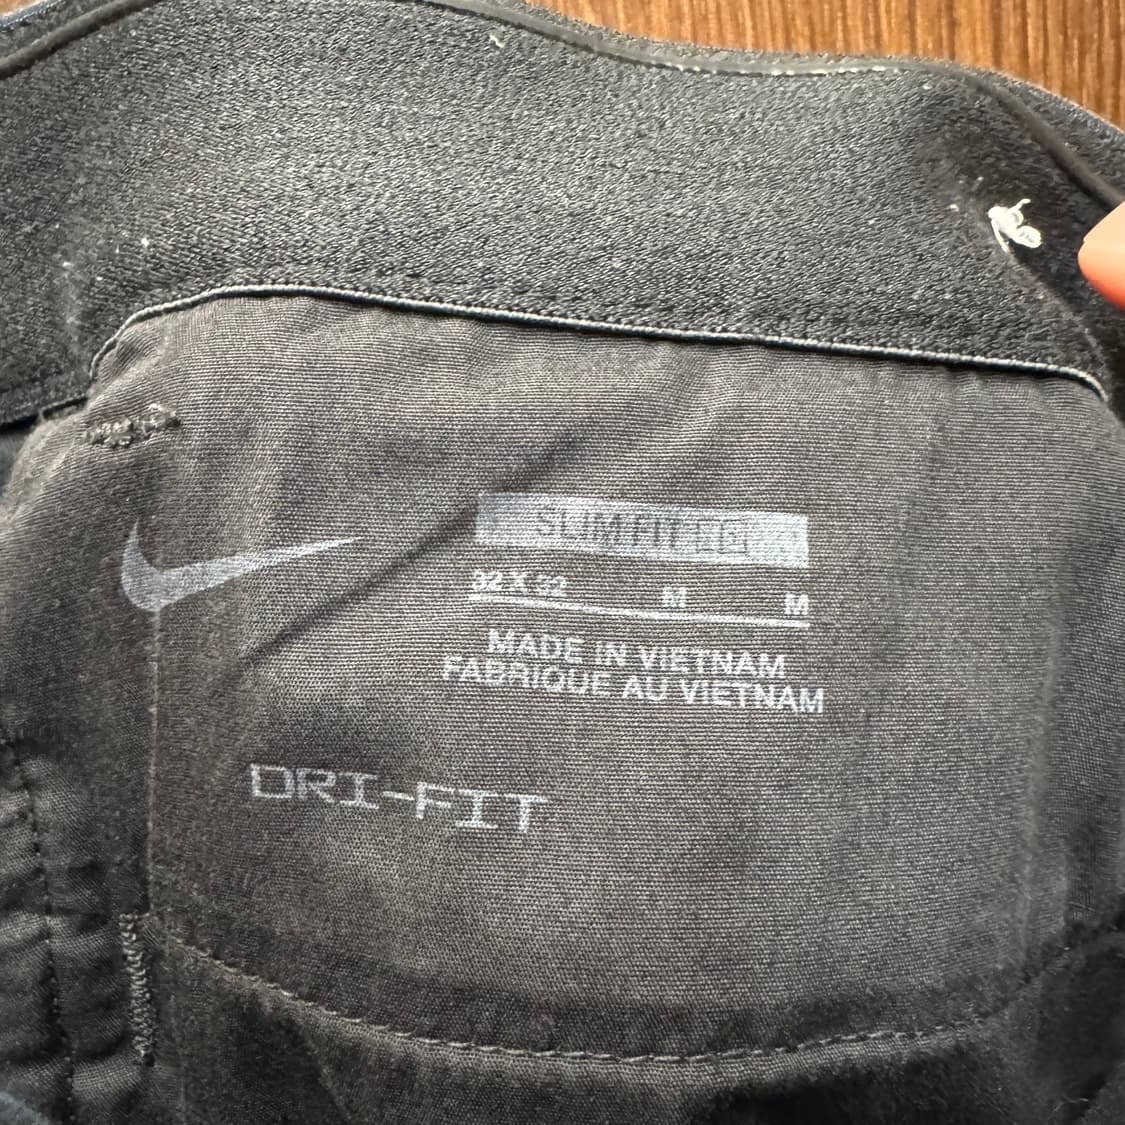 SLIM FIT
32 X 32 M M
MADE IN VIETNAM
FABRIQUE AU VIETNAM
DRI-FIT